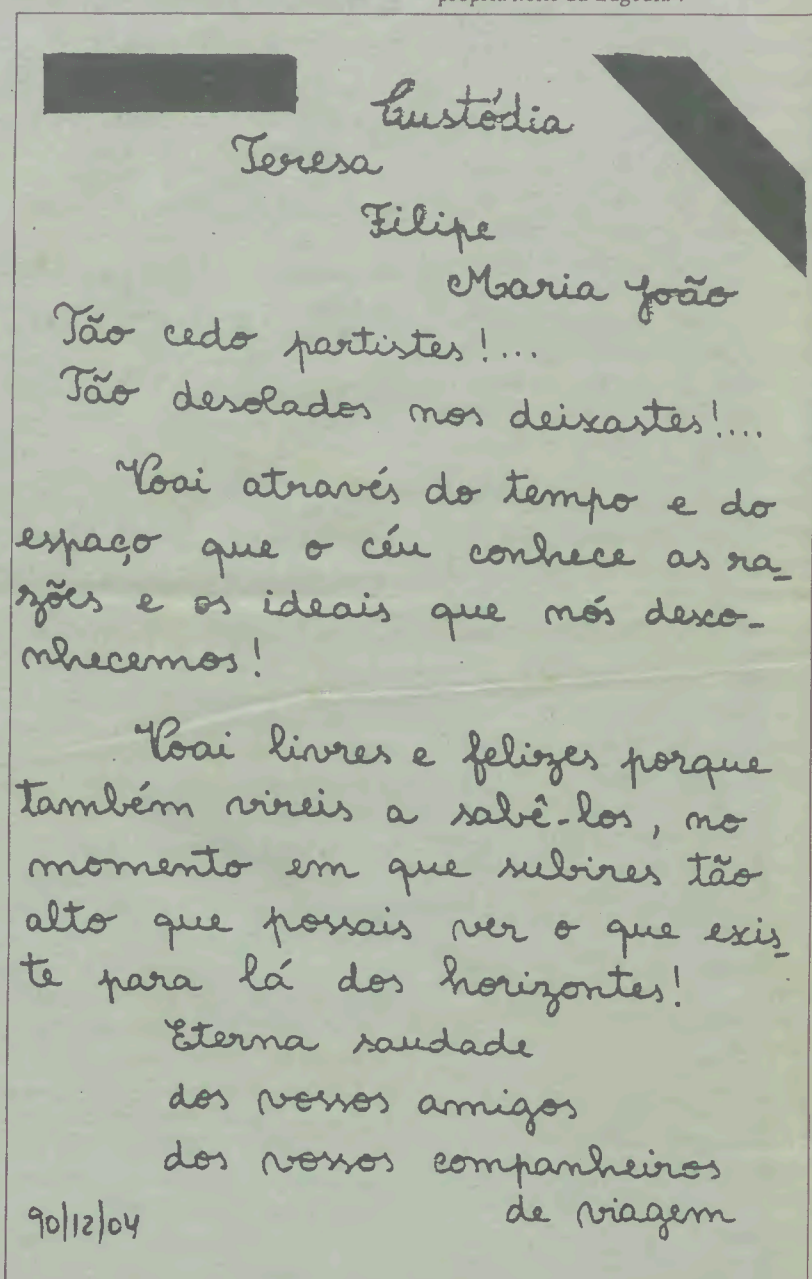 Custódia
Teresa
Filipe
Maria João
Tão cedo partistes!...
Tão desolados nos deixastes!...
Voai através do tempo e do
espaço que o céu conhece as ra-
zões e os ideais que nós desco-
nhecemos!
Voai livres e felizes porque
também vireis a sabê-los, no
momento em que subires tão
alto que possais ver o que exis-
te para lá dos horizontes!
Eterna saudade
dos vossos amigos
dos vossos companheiros
de viagem
90/12/04